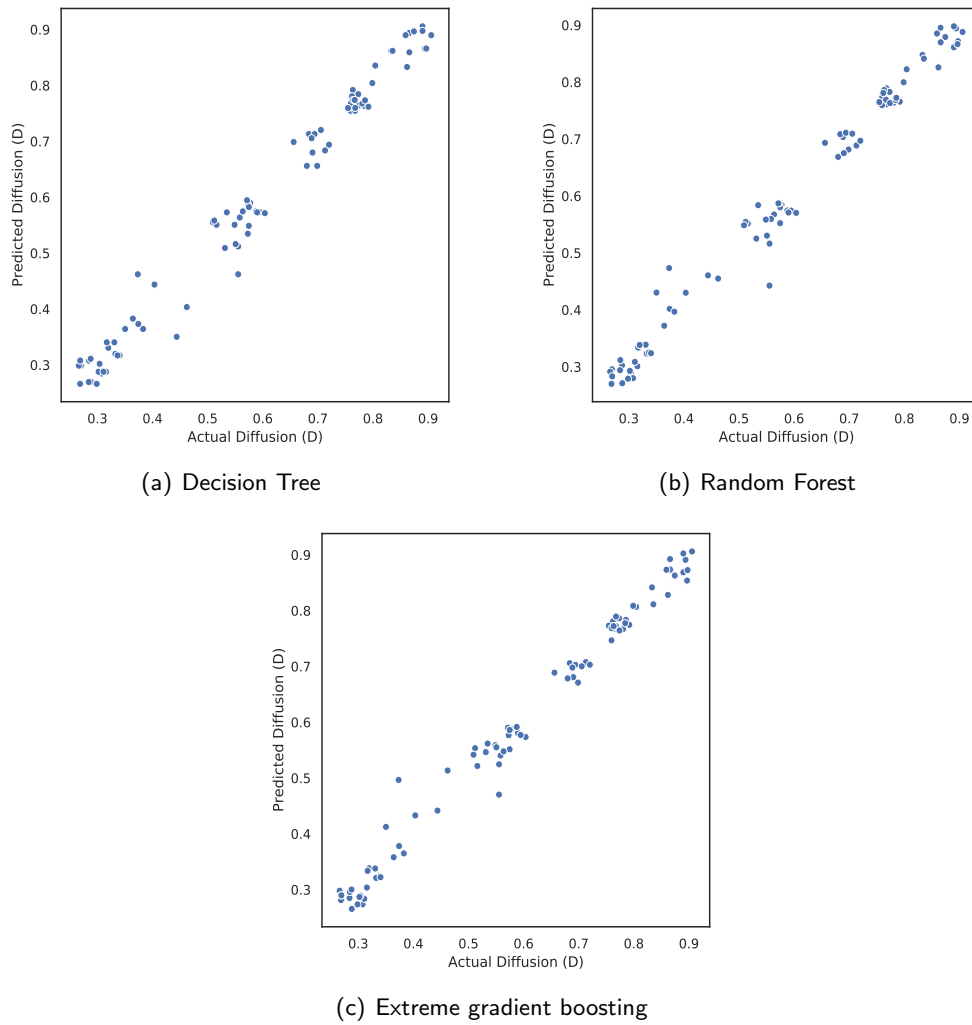 0.9
0.8
0.7
0.6
0.5
0.4
0.3
Predicted Diffusion (D)
0.3 0.4 0.5 0.6 0.7 0.8 0.9
Actual Diffusion (D)
(a) Decision Tree
0.9
0.8
0.7
0.6
0.5
0.4
0.3
Predicted Diffusion (D)
0.3 0.4 0.5 0.6 0.7 0.8 0.9
Actual Diffusion (D)
(b) Random Forest
0.9
0.8
0.7
0.6
0.5
0.4
0.3
Predicted Diffusion (D)
0.3 0.4 0.5 0.6 0.7 0.8 0.9
Actual Diffusion (D)
(c) Extreme gradient boosting